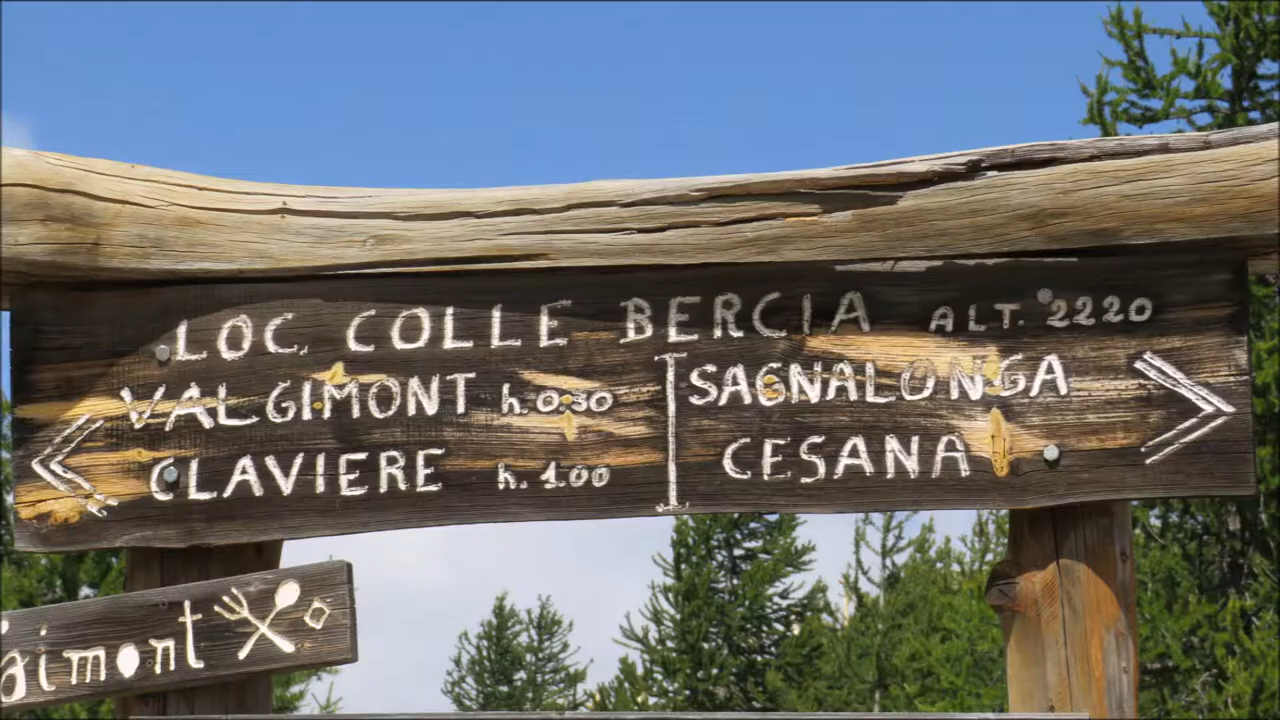 LOC. COLLE BERCIA ALT. 2220
VALGIMONT h. 0.30
CLAVIERE h. 1.00
SAGNALONGA
CESANA
gimont